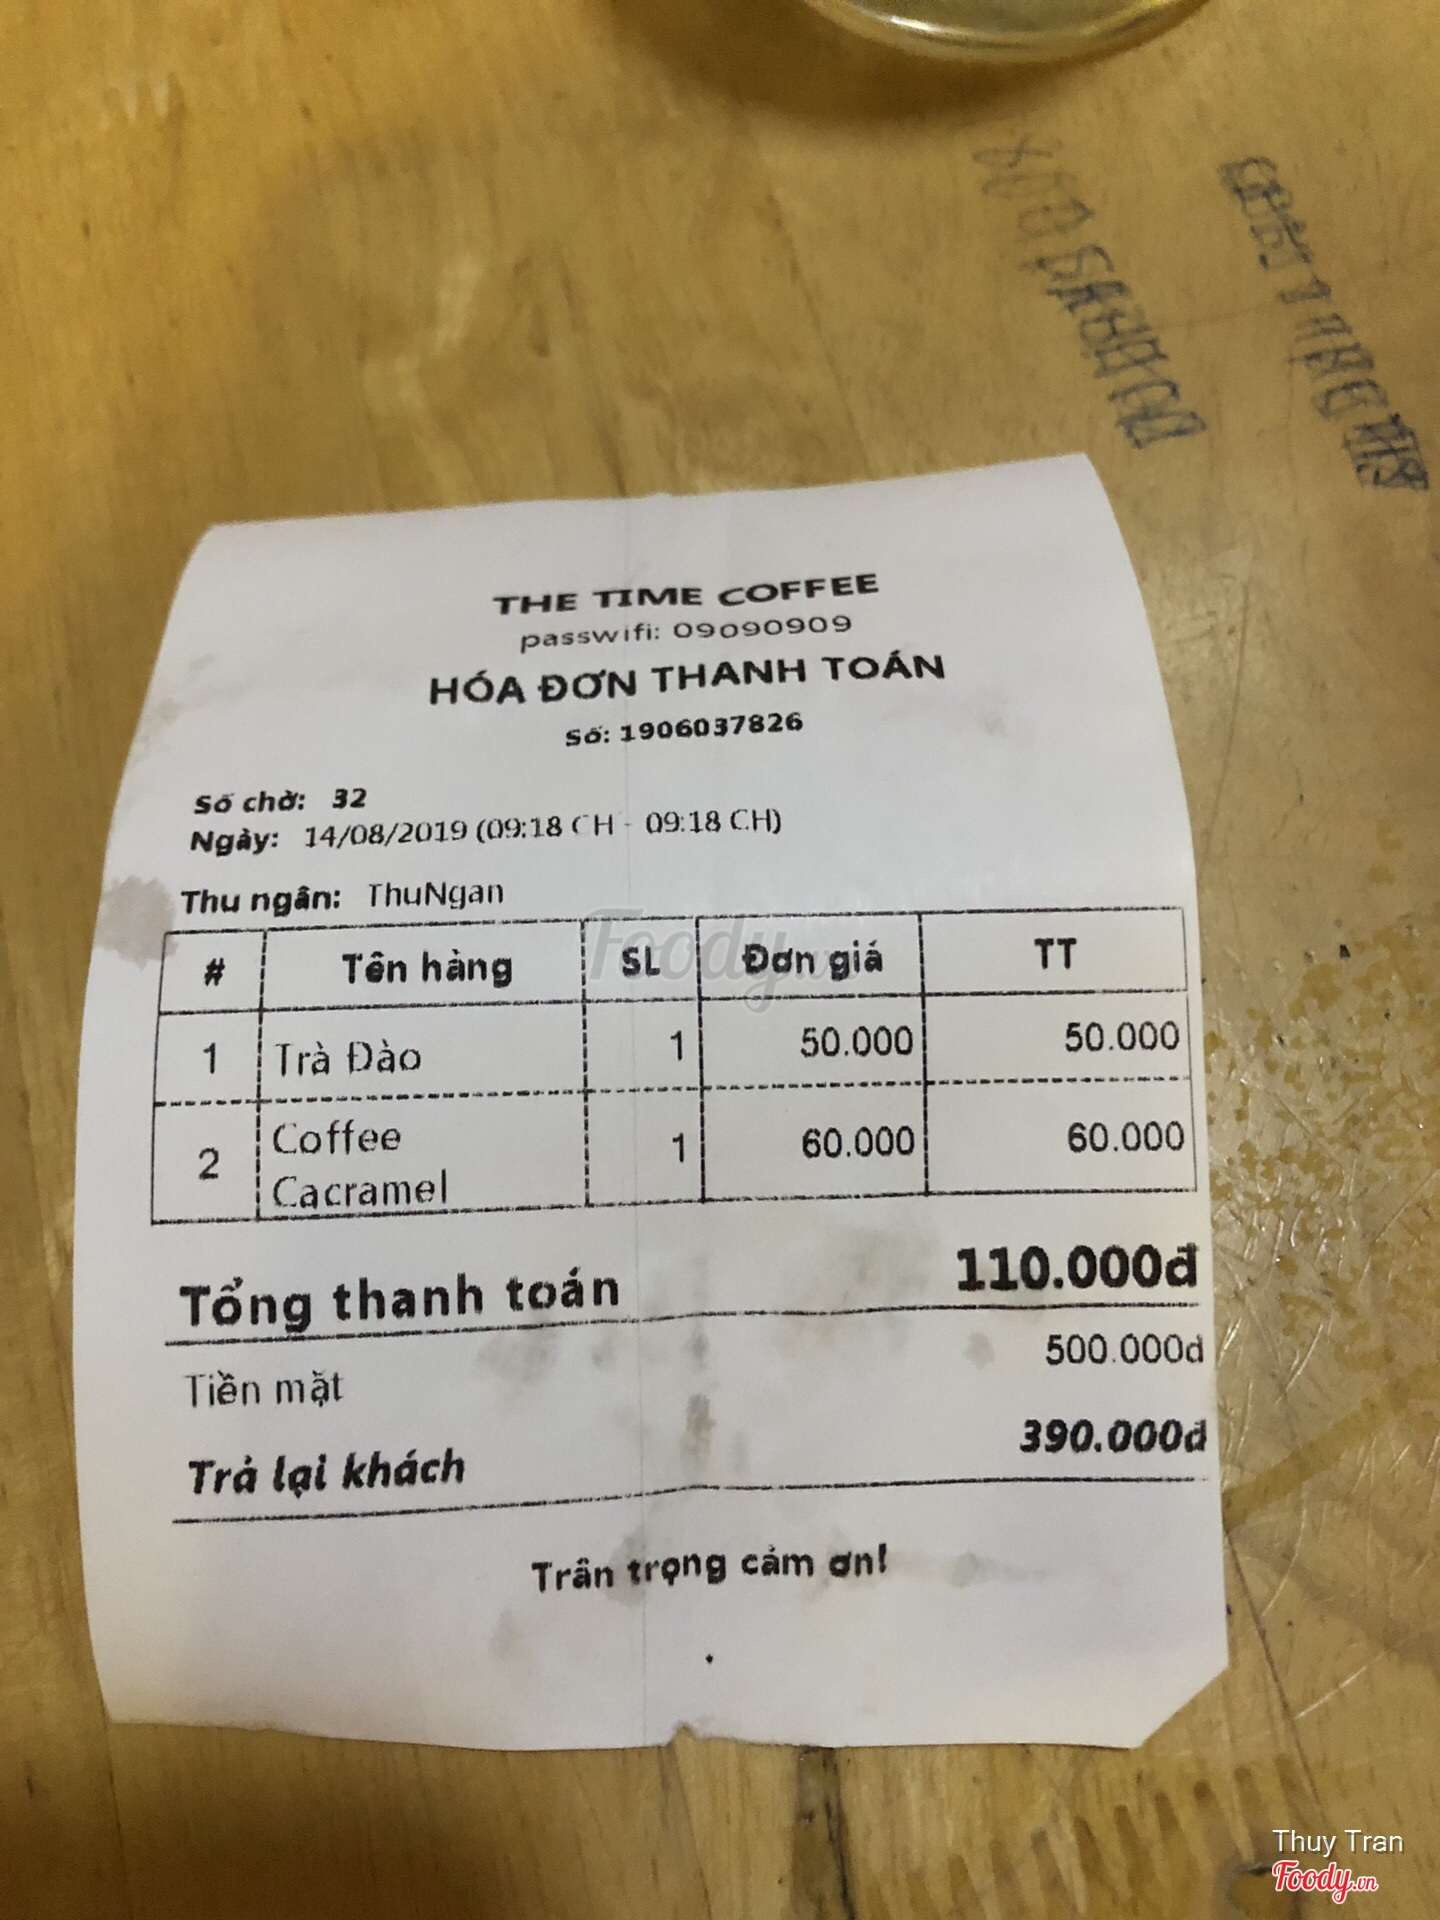 THE TIME COFFEE
passwifi: 09090909
HÓA ĐƠN THANH TOÁN
Số: 1906037826
Số chờ: 32
Ngày: 14/08/2019 (09:18 CH - 09:18 CH)
Thu ngân: ThuNgan
# Tên hàng SL Đơn giá TT
1 Trà Đào 1 50.000 50.000
2 Coffee Cacramel 1 60.000 60.000
Tổng thanh toán 110.000đ
Tiền mặt 500.000đ
Trả lại khách 390.000đ
Trân trọng cảm ơn!
Foody.vn
Thuy Tran
Foody.vn